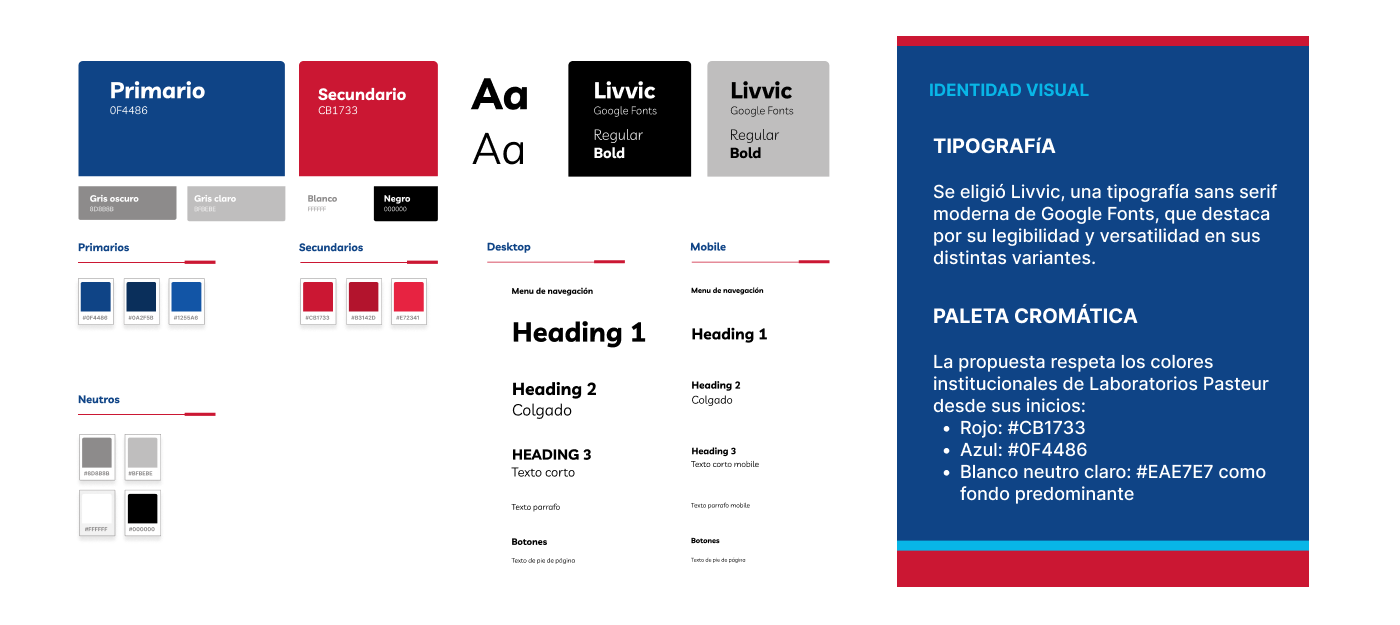 Primario
0F4486
Secundario
CB1733
Aa
Aa
Livvic
Google Fonts
Regular
Bold
Livvic
Google Fonts
Regular
Bold
Gris oscuro
8D8B8B
Gris claro
BFBEBE
Blanco
FFFFFF
Negro
000000
Primarios
#0F4486
#0A2F5B
#1255A6
Secundarios
#CB1733
#B3142D
#E72341
Neutros
#8D8B8B
#BFBEBE
#FFFFFF
#000000
Desktop
Menu de navegación
Heading 1
Heading 2
Colgado
HEADING 3
Texto corto
Texto parrafo
Botones
Texto de pie de página
Mobile
Menu de navegación
Heading 1
Heading 2
Colgado
Heading 3
Texto corto mobile
Texto parrafo mobile
Botones
Texto de pie de página
IDENTIDAD VISUAL
TIPOGRAFíA
Se eligió Livvic, una tipografía sans serif
moderna de Google Fonts, que destaca
por su legibilidad y versatilidad en sus
distintas variantes.
PALETA CROMÁTICA
La propuesta respeta los colores
institucionales de Laboratorios Pasteur
desde sus inicios:
• Rojo: #CB1733
• Azul: #0F4486
• Blanco neutro claro: #EAE7E7 como
fondo predominante